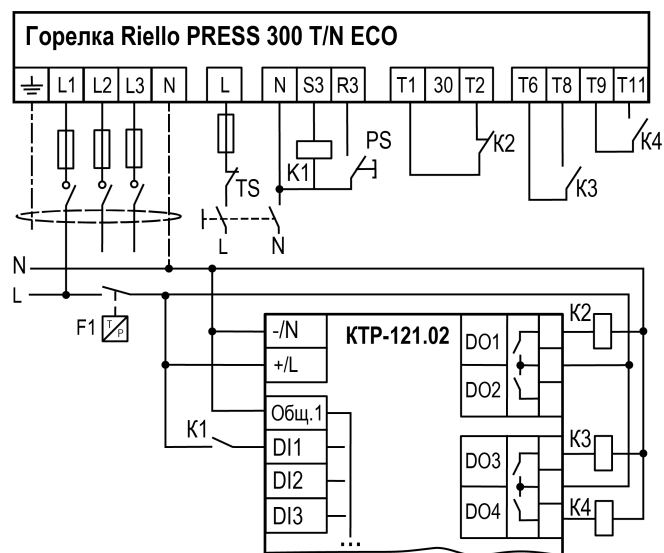 Горелка Riello PRESS 300 T/N ECO
L1 L2 L3 N L N S3 R3 T1 30 T2 T6 T8 T9 T11
PS
K2
K4
K1
TS
K3
L N
N
L
F1
T P
-/N
КТР-121.02
DO1
K2
+/L
DO2
Общ.1
K1
DI1
DO3
K3
DI2
DI3
DO4
K4
...